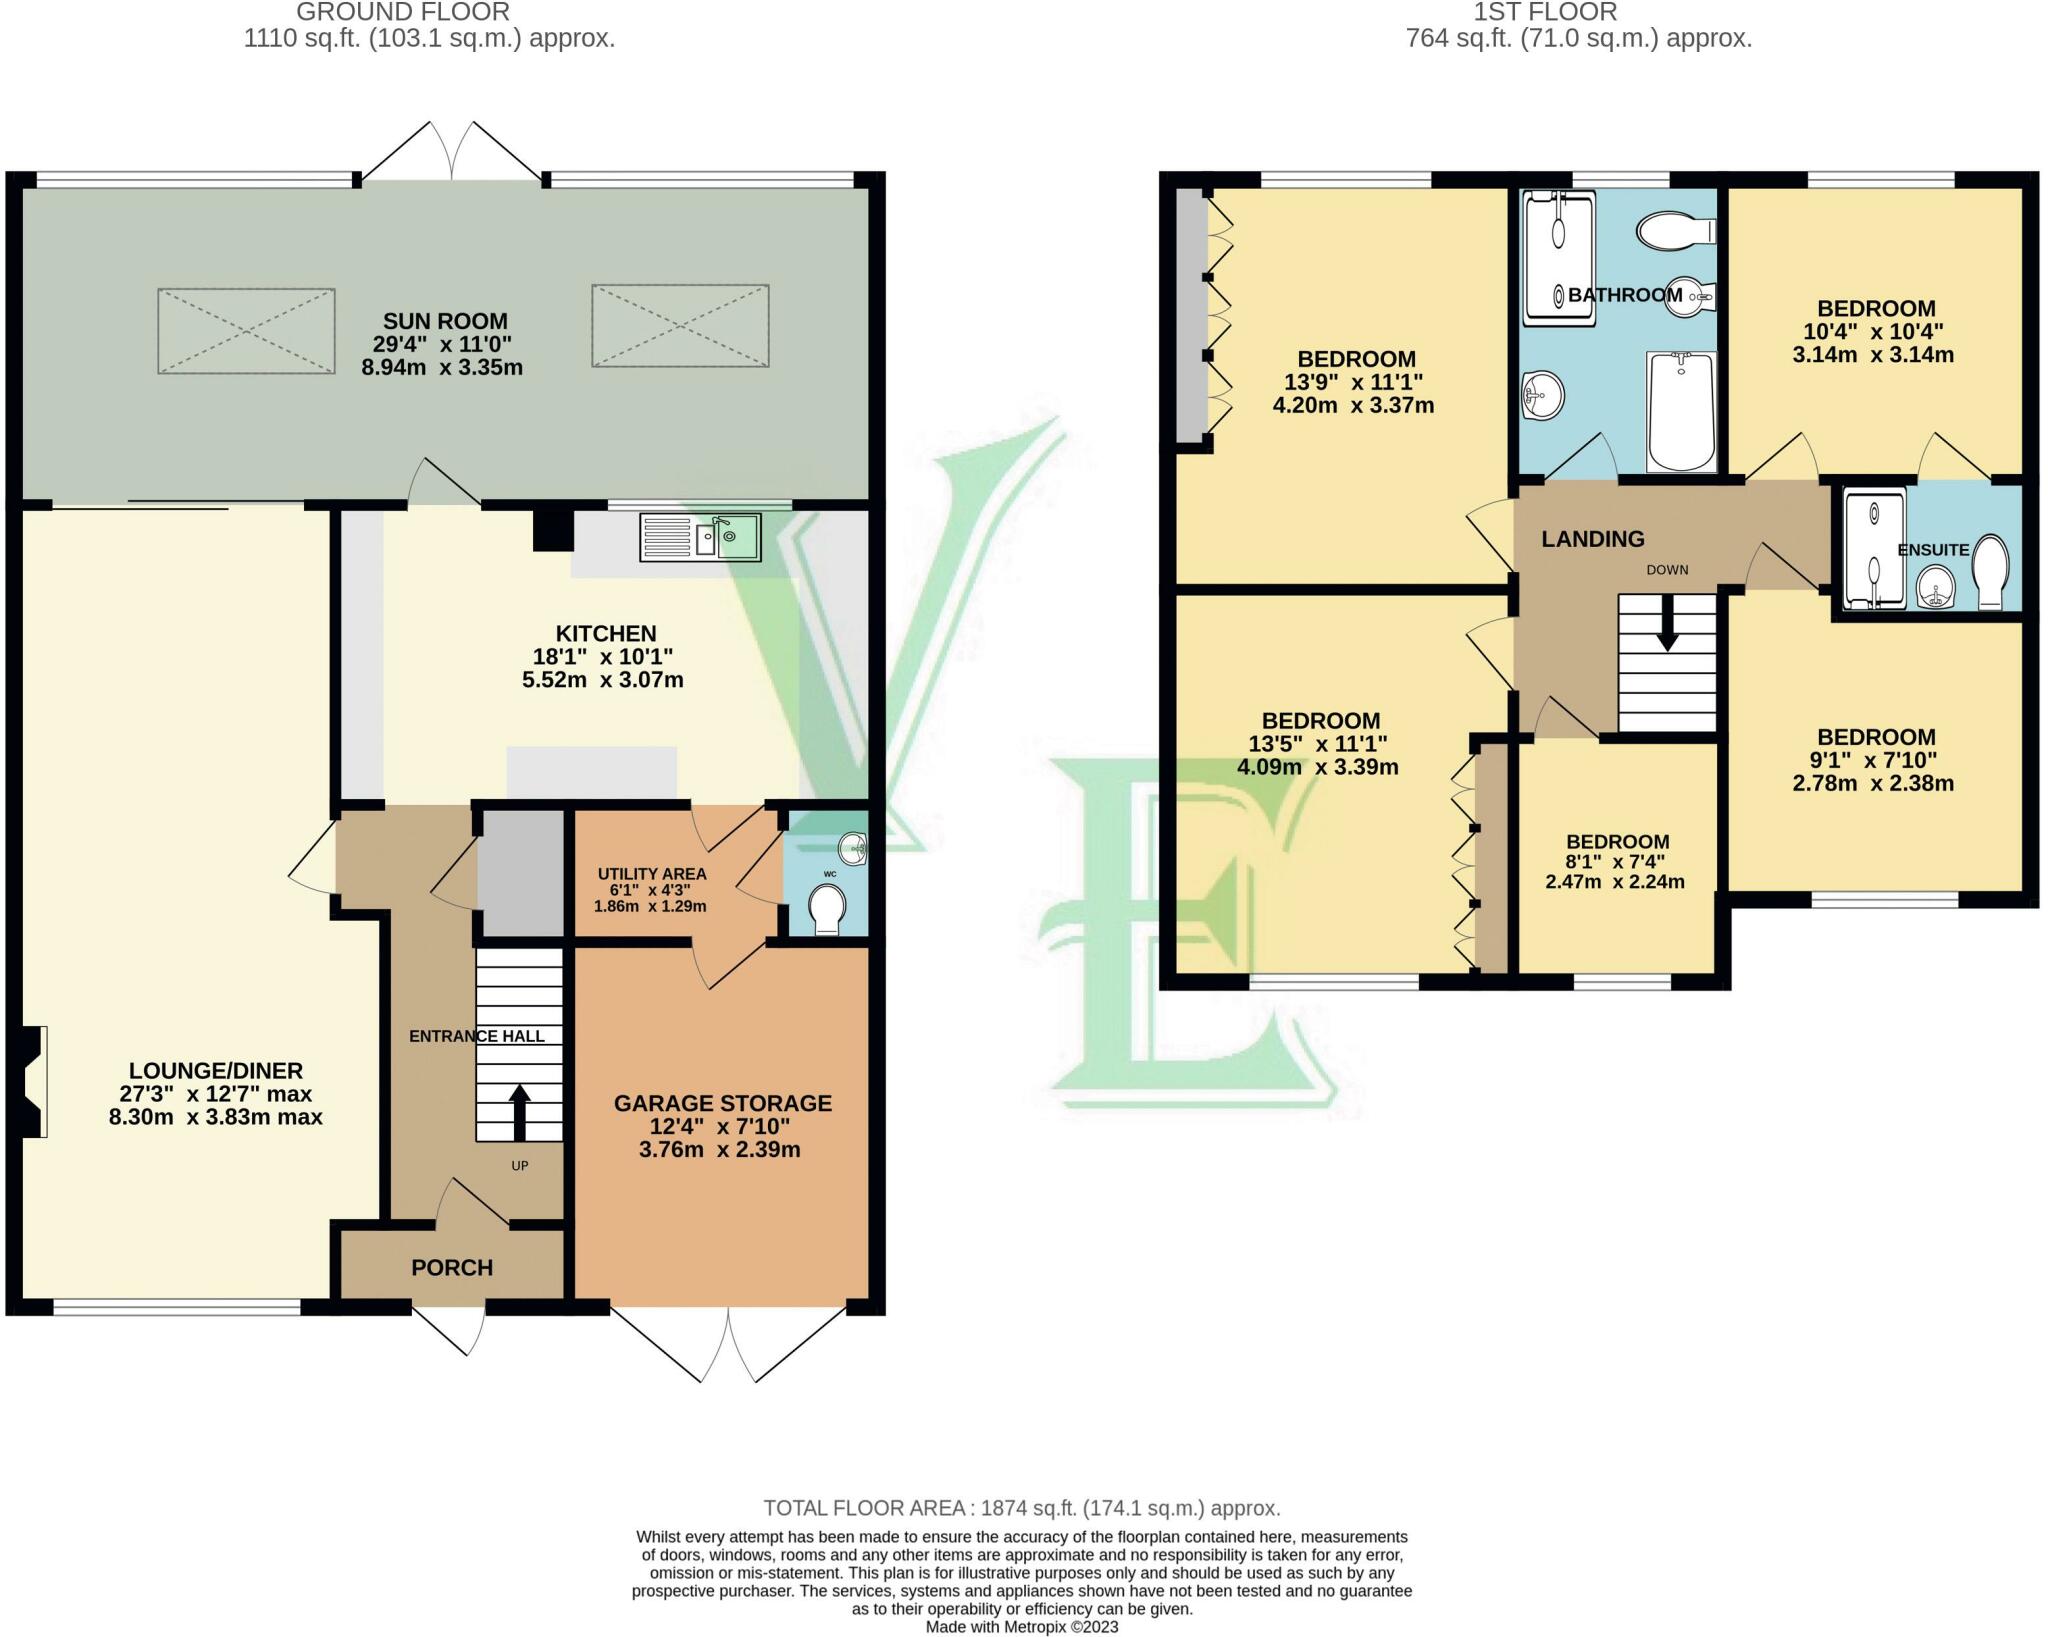 GROUND FLOOR
1110 sq.ft. (103.1 sq.m.) approx.
1ST FLOOR
764 sq.ft. (71.0 sq.m.) approx.
SUN ROOM
29'4" x 11'0"
8.94m x 3.35m
KITCHEN
18'1" x 10'1"
5.52m x 3.07m
UTILITY AREA
6'1" x 4'3"
1.86m x 1.29m
WC
ENTRANCE HALL
UP
LOUNGE/DINER
27'3" x 12'7" max
8.30m x 3.83m max
GARAGE STORAGE
12'4" x 7'10"
3.76m x 2.39m
PORCH
BEDROOM
13'9" x 11'1"
4.20m x 3.37m
BATHROOM
BEDROOM
10'4" x 10'4"
3.14m x 3.14m
LANDING
DOWN
ENSUITE
BEDROOM
13'5" x 11'1"
4.09m x 3.39m
BEDROOM
8'1" x 7'4"
2.47m x 2.24m
BEDROOM
9'1" x 7'10"
2.78m x 2.38m
VE
TOTAL FLOOR AREA : 1874 sq.ft. (174.1 sq.m.) approx.
Whilst every attempt has been made to ensure the accuracy of the floorplan contained here, measurements
of doors, windows, rooms and any other items are approximate and no responsibility is taken for any error,
omission or mis-statement. This plan is for illustrative purposes only and should be used as such by any
prospective purchaser. The services, systems and appliances shown have not been tested and no guarantee
as to their operability or efficiency can be given.
Made with Metropix ©2023